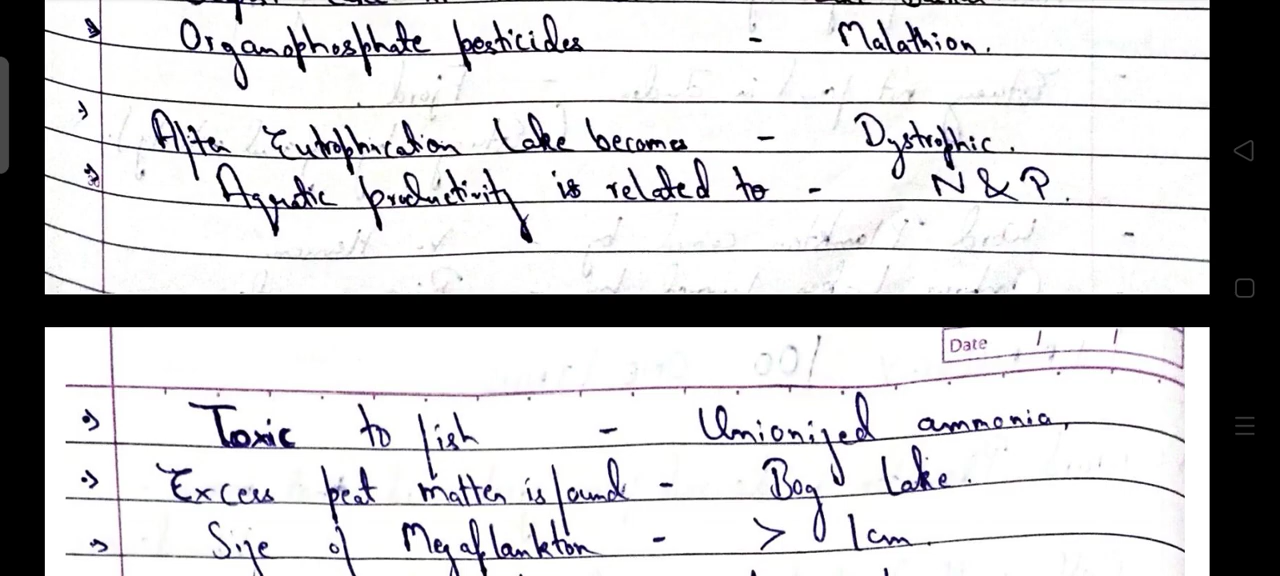 Organophosphate pesticides - Malathion.
After Eutrophication lake becomes - Dystrophic.
Aquatic productivity is related to - N & P.
Date / /
Toxic to fish - Unionized ammonia,
Excess peat matter is found - Bog lake.
Size of Megaplankton - > 1cm.